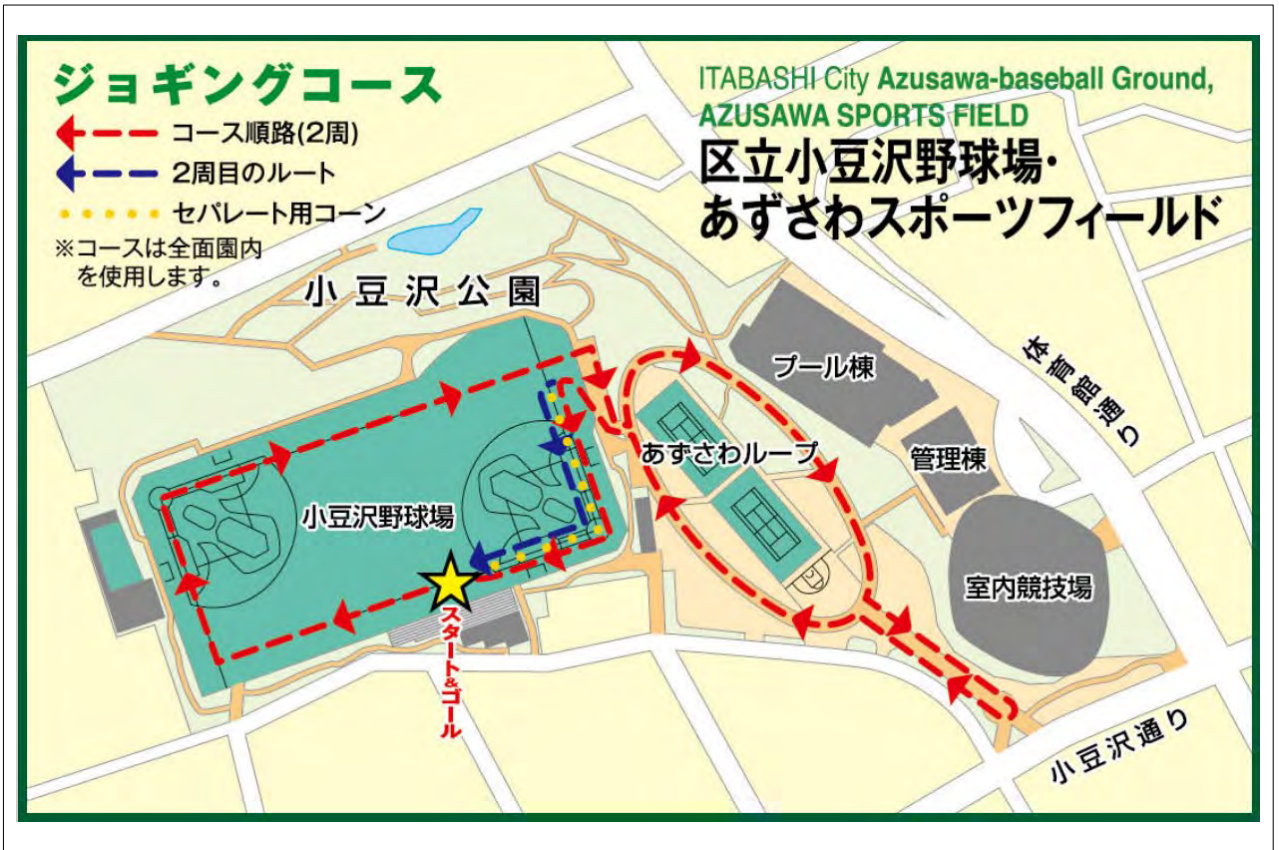 ジョギングコース
コース順路(2周)
2周目のルート
セパレート用コーン
※コースは全面園内
を使用します。
ITABASHI City Azusawa-baseball Ground,
AZUSAWA SPORTS FIELD
区立小豆沢野球場・
あずさわスポーツフィールド
小豆沢公園
プール棟
体育館通り
あずさわループ
管理棟
小豆沢野球場
室内競技場
スタート&ゴール
小豆沢通り